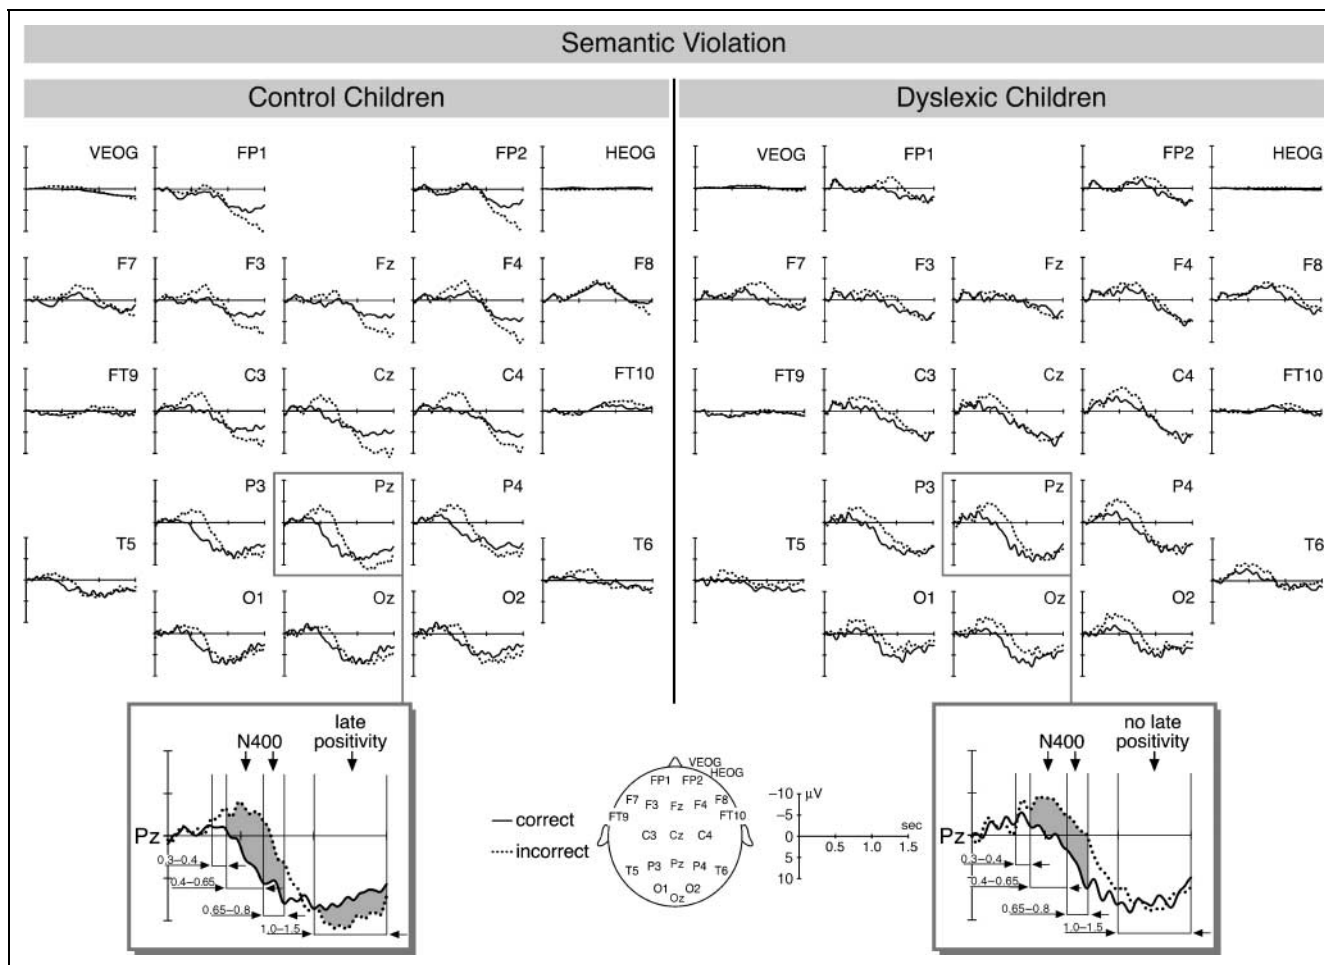 Semantic Violation
Control Children
Dyslexic Children
VEOG FP1 FP2 HEOG
VEOG FP1 FP2 HEOG
F7 F3 Fz F4 F8
F7 F3 Fz F4 F8
FT9 C3 Cz C4 FT10
FT9 C3 Cz C4 FT10
P3 Pz P4
P3 Pz P4
T5 T6
T5 T6
O1 Oz O2
O1 Oz O2
late
N400 positivity
Pz
0.3–0.4
0.4–0.65
0.65–0.8
1.0–1.5
correct
incorrect
VEOG
HEOG
FP1 FP2
F7 F3 Fz F4 F8
FT9 FT10
C3 Cz C4
T5 P3 Pz P4 T6
O1 O2
Oz
–10 µV
–5
0
5
10
sec
0.5 1.0 1.5
no late
N400 positivity
Pz
0.3–0.4
0.4–0.65
0.65–0.8
1.0–1.5